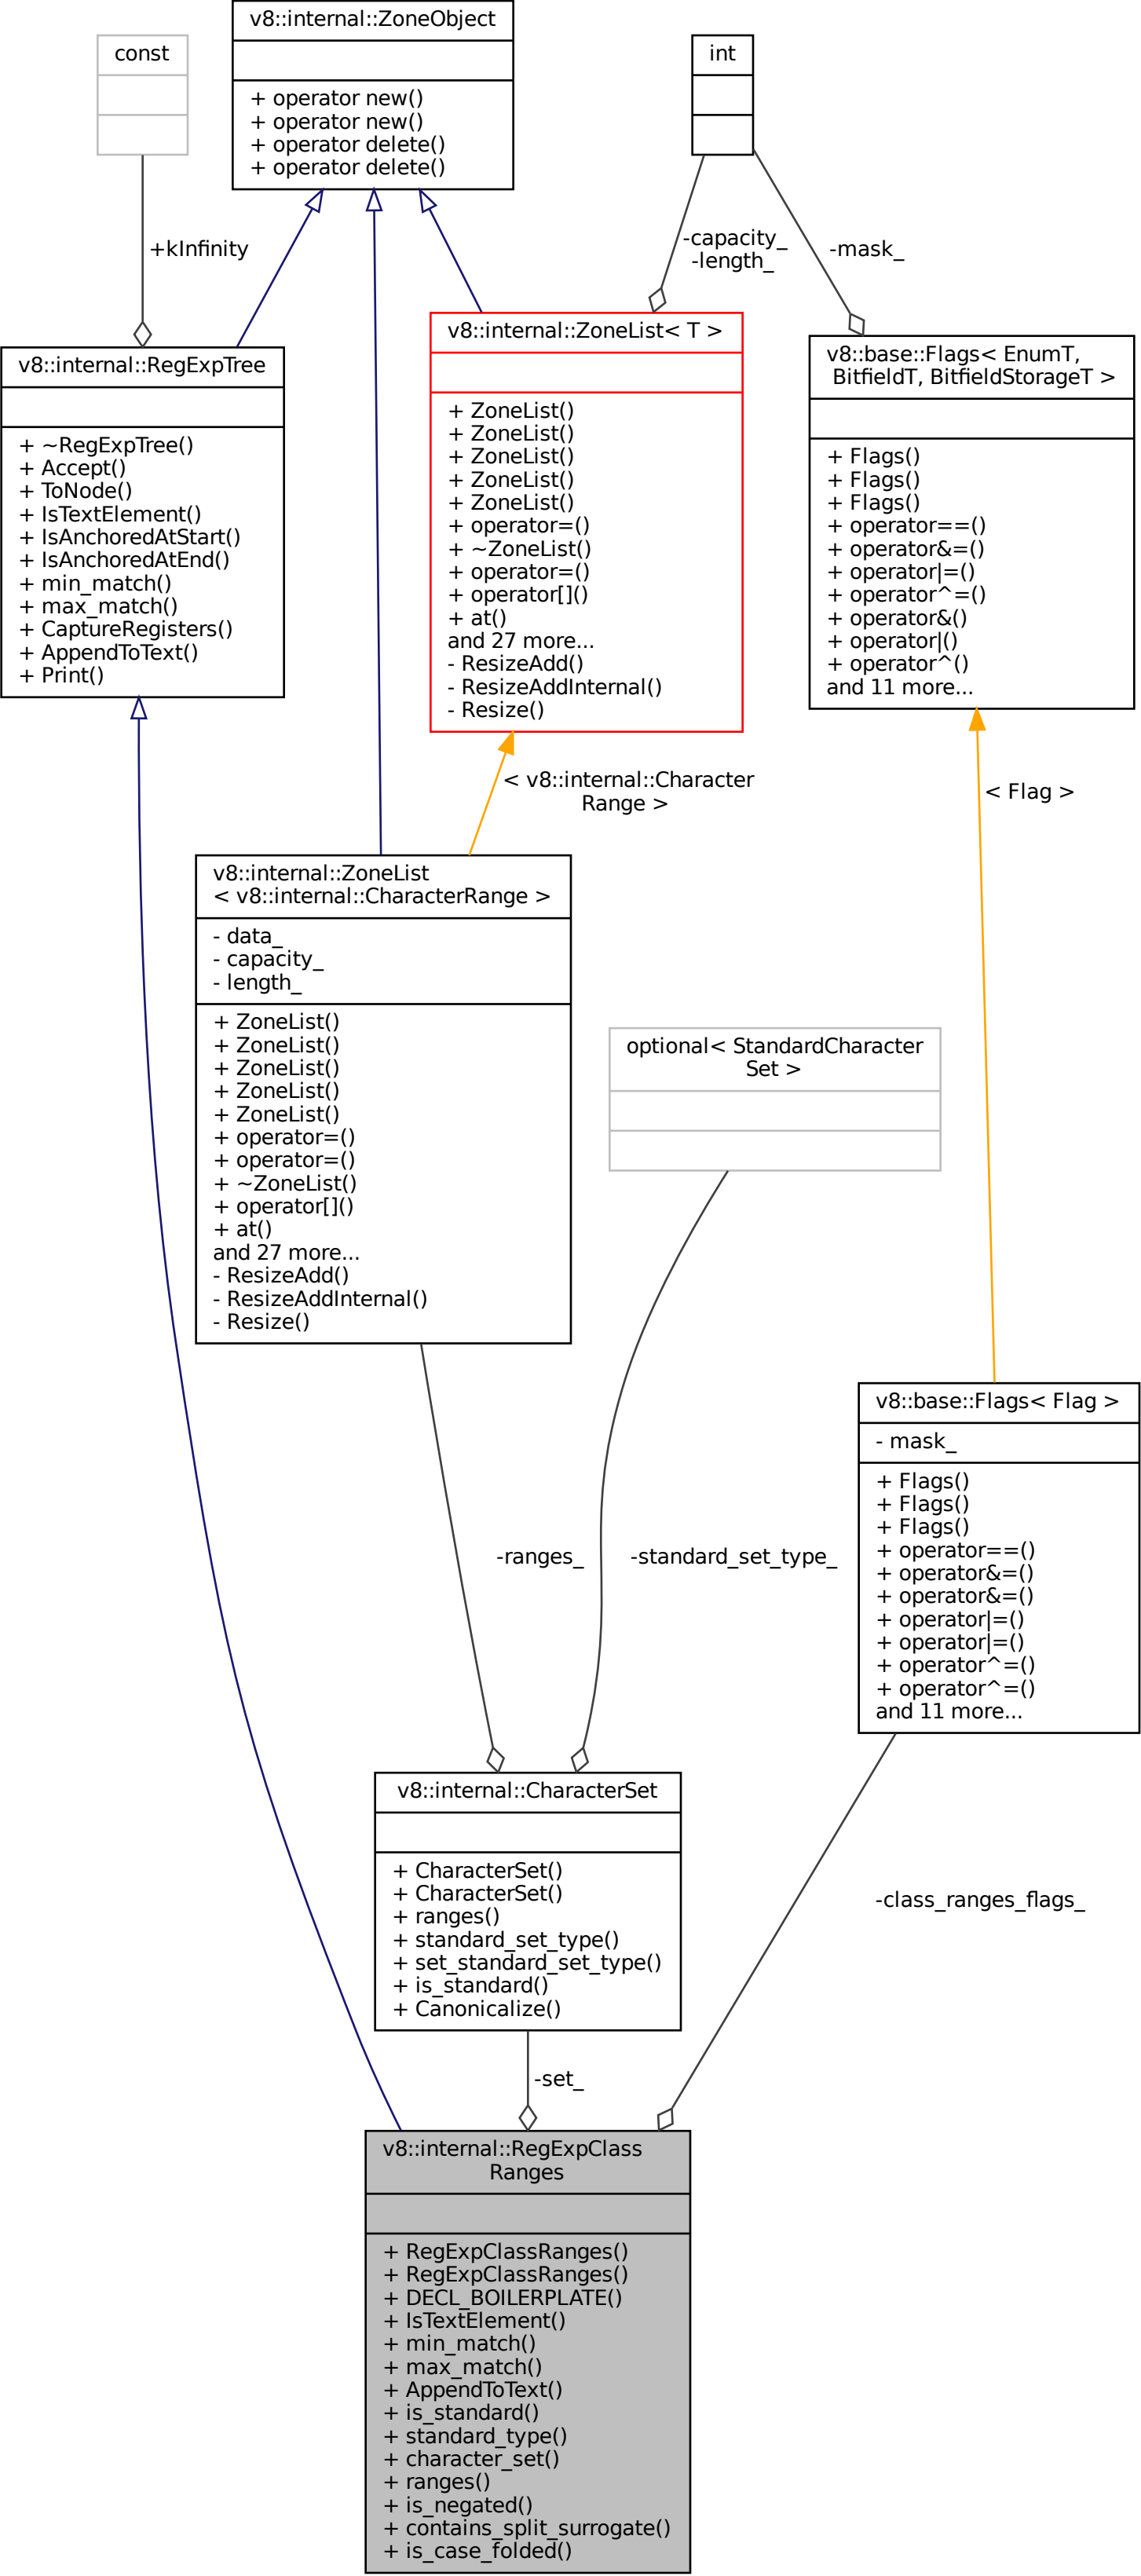 v8::internal::ZoneObject
+ operator new()
+ operator new()
+ operator delete()
+ operator delete()
const
int
+kInfinity
-capacity_
-length_
-mask_
v8::internal::RegExpTree
+ ~RegExpTree()
+ Accept()
+ ToNode()
+ IsTextElement()
+ IsAnchoredAtStart()
+ IsAnchoredAtEnd()
+ min_match()
+ max_match()
+ CaptureRegisters()
+ AppendToText()
+ Print()
v8::internal::ZoneList< T >
+ ZoneList()
+ ZoneList()
+ ZoneList()
+ ZoneList()
+ ZoneList()
+ operator=()
+ ~ZoneList()
+ operator=()
+ operator[]()
+ at()
and 27 more...
- ResizeAdd()
- ResizeAddInternal()
- Resize()
v8::base::Flags< EnumT,
BitfieldT, BitfieldStorageT >
+ Flags()
+ Flags()
+ Flags()
+ operator==()
+ operator&=()
+ operator|=()
+ operator^=()
+ operator&()
+ operator|()
+ operator^()
and 11 more...
< v8::internal::Character
Range >
< Flag >
v8::internal::ZoneList
< v8::internal::CharacterRange >
- data_
- capacity_
- length_
+ ZoneList()
+ ZoneList()
+ ZoneList()
+ ZoneList()
+ ZoneList()
+ operator=()
+ operator=()
+ ~ZoneList()
+ operator[]()
+ at()
and 27 more...
- ResizeAdd()
- ResizeAddInternal()
- Resize()
optional< StandardCharacter
Set >
v8::base::Flags< Flag >
- mask_
+ Flags()
+ Flags()
+ Flags()
+ operator==()
+ operator&=()
+ operator&=()
+ operator|=()
+ operator|=()
+ operator^=()
+ operator^=()
and 11 more...
-ranges_
-standard_set_type_
v8::internal::CharacterSet
+ CharacterSet()
+ CharacterSet()
+ ranges()
+ standard_set_type()
+ set_standard_set_type()
+ is_standard()
+ Canonicalize()
-class_ranges_flags_
-set_
v8::internal::RegExpClass
Ranges
+ RegExpClassRanges()
+ RegExpClassRanges()
+ DECL_BOILERPLATE()
+ IsTextElement()
+ min_match()
+ max_match()
+ AppendToText()
+ is_standard()
+ standard_type()
+ character_set()
+ ranges()
+ is_negated()
+ contains_split_surrogate()
+ is_case_folded()